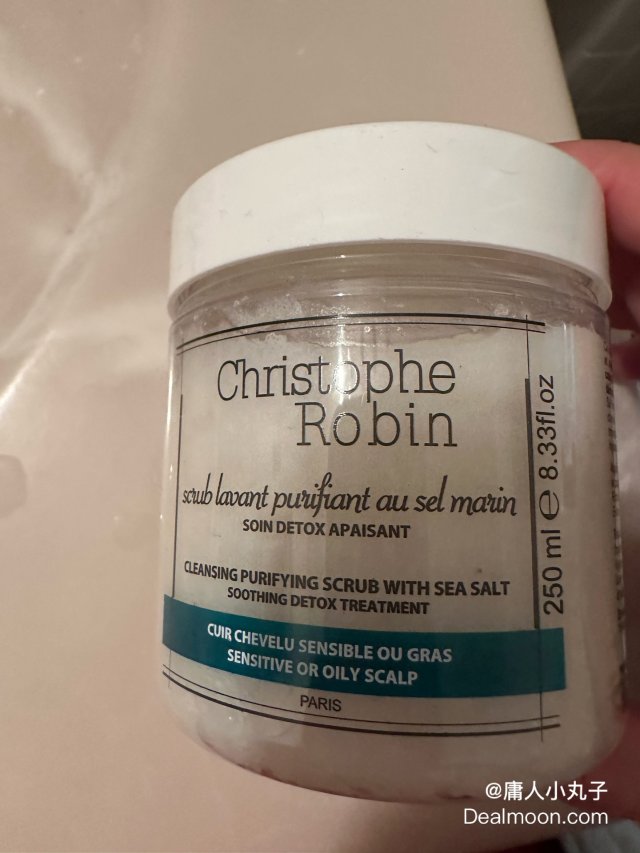 Christophe
Robin
scrub lavant purifiant au sel marin
SOIN DETOX APAISANT
CLEANSING PURIFYING SCRUB WITH SEA SALT
SOOTHING DETOX TREATMENT
CUIR CHEVELU SENSIBLE OU GRAS
SENSITIVE OR OILY SCALP
PARIS
250 ml ℮ 8.33fl.oz
@庸人小丸子
Dealmoon.com